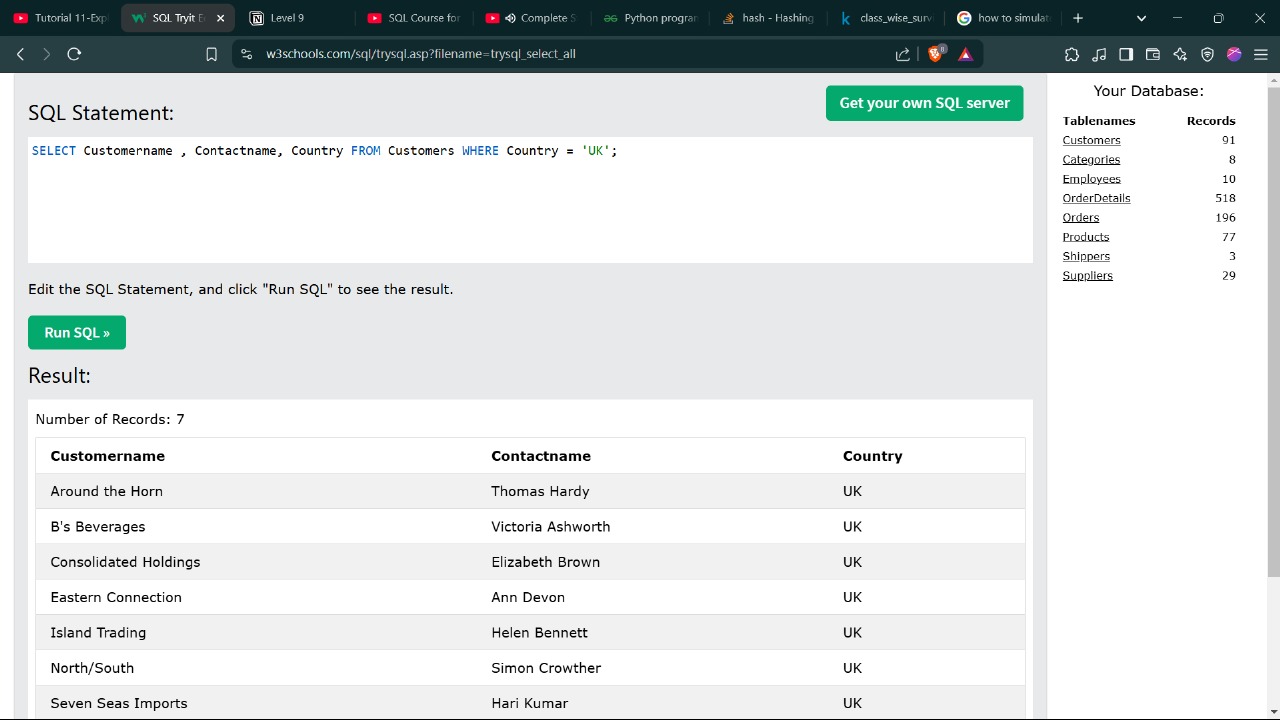 Tutorial 11-Expl
SQL Tryit E
Level 9
SQL Course for
Complete S
Python program
hash - Hashing
class_wise_surv
how to simulat
w3schools.com/sql/trysql.asp?filename=trysql_select_all
8
SQL Statement:
Get your own SQL server
SELECT Customername , Contactname, Country FROM Customers WHERE Country = 'UK';
Edit the SQL Statement, and click "Run SQL" to see the result.
Run SQL »
Result:
Number of Records: 7
Customername Contactname Country
Around the Horn Thomas Hardy UK
B's Beverages Victoria Ashworth UK
Consolidated Holdings Elizabeth Brown UK
Eastern Connection Ann Devon UK
Island Trading Helen Bennett UK
North/South Simon Crowther UK
Seven Seas Imports Hari Kumar UK
Your Database:
Tablenames Records
Customers 91
Categories 8
Employees 10
OrderDetails 518
Orders 196
Products 77
Shippers 3
Suppliers 29